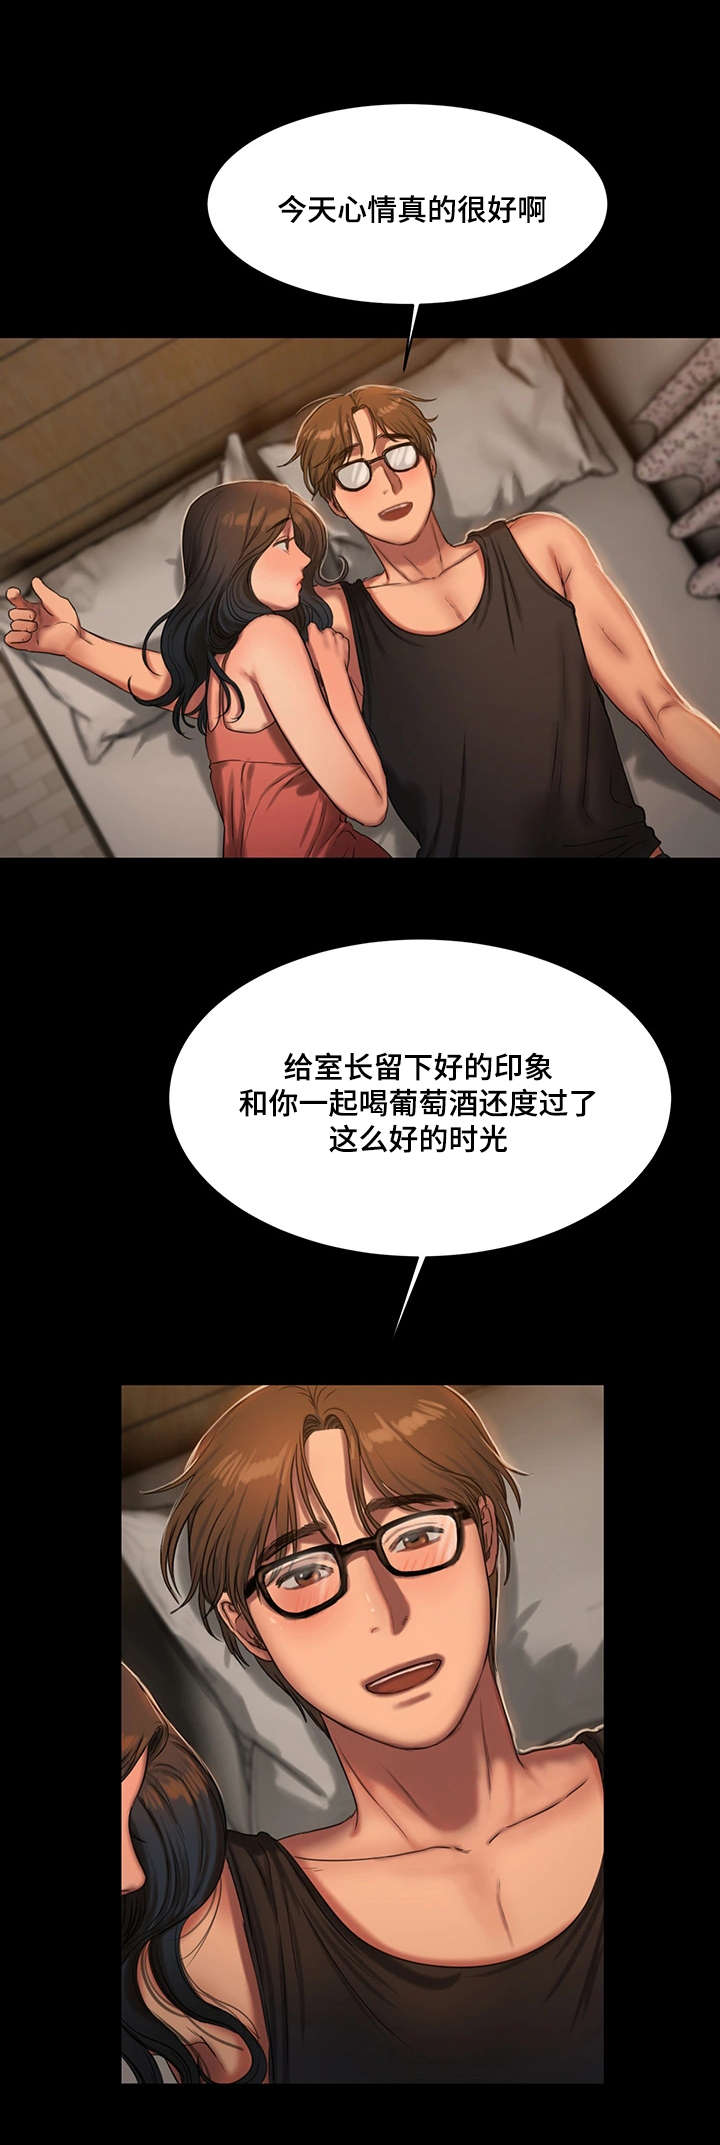 今天心情真的很好啊
给室长留下好的印象
和你一起喝葡萄酒还度过了
这么好的时光